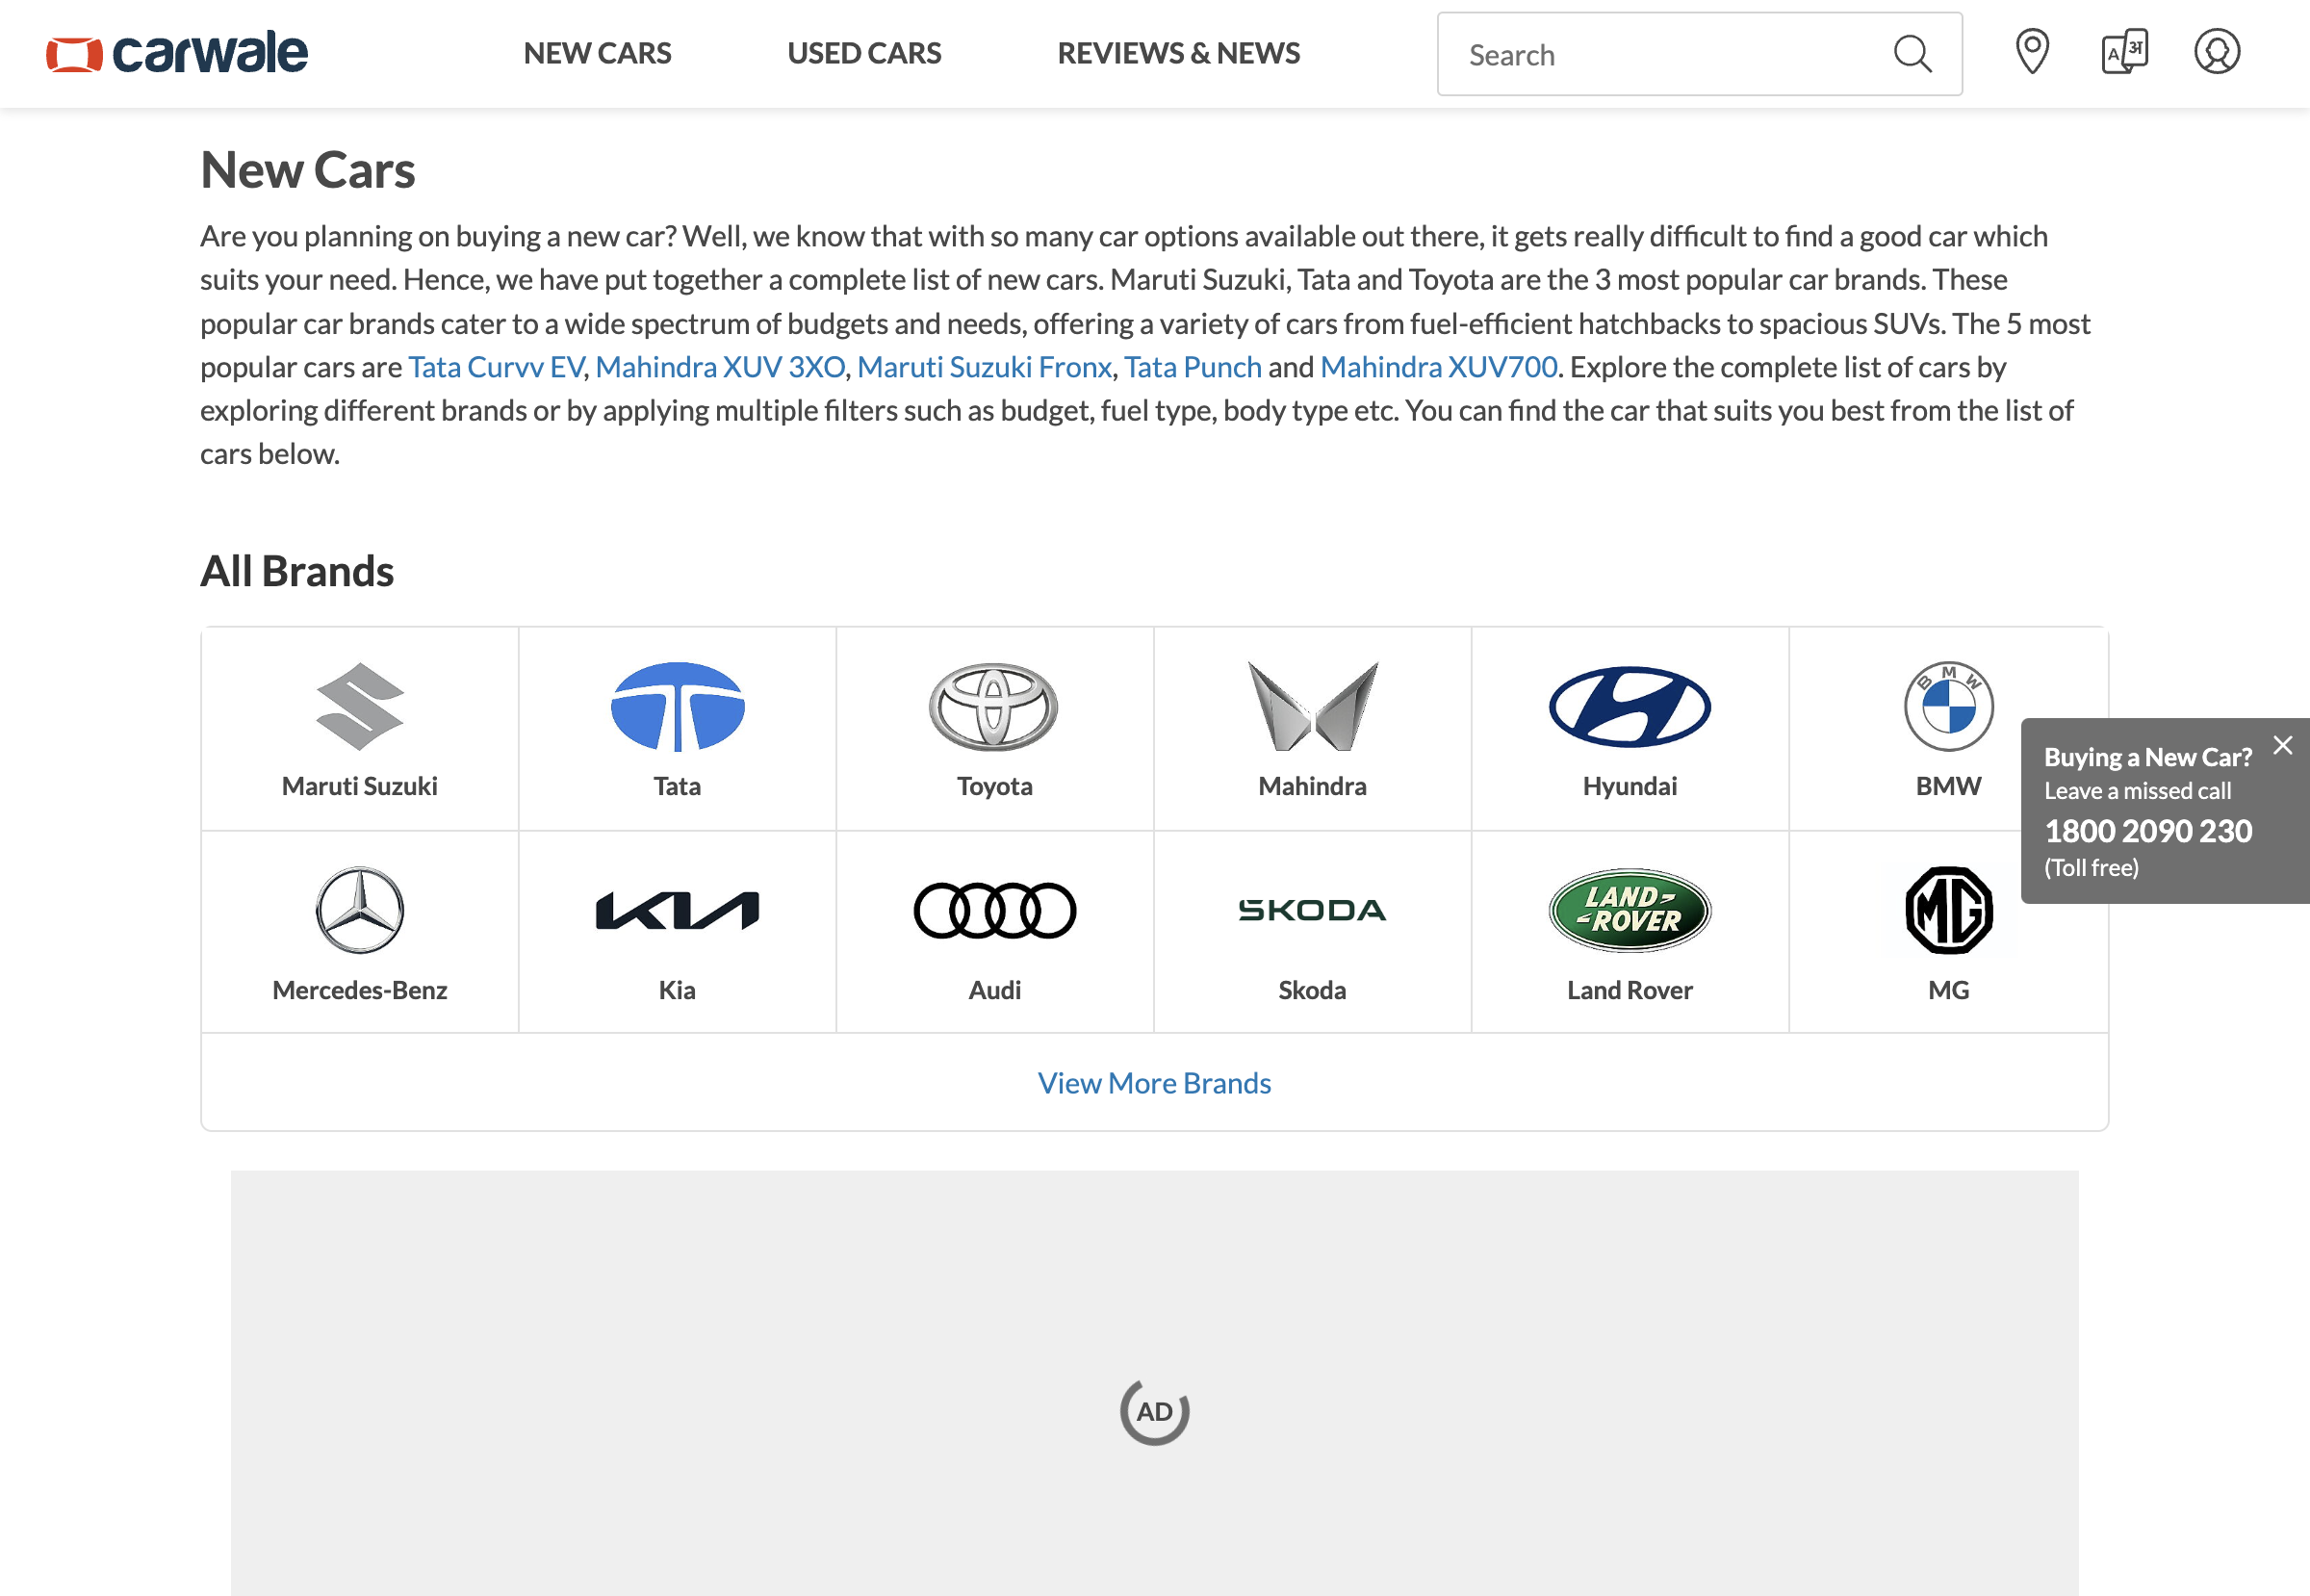 carwale
NEW CARS
USED CARS
REVIEWS & NEWS
Search
A अ
New Cars
Are you planning on buying a new car? Well, we know that with so many car options available out there, it gets really difficult to find a good car which
suits your need. Hence, we have put together a complete list of new cars. Maruti Suzuki, Tata and Toyota are the 3 most popular car brands. These
popular car brands cater to a wide spectrum of budgets and needs, offering a variety of cars from fuel-efficient hatchbacks to spacious SUVs. The 5 most
popular cars are Tata Curvv EV, Mahindra XUV 3XO, Maruti Suzuki Fronx, Tata Punch and Mahindra XUV700. Explore the complete list of cars by
exploring different brands or by applying multiple filters such as budget, fuel type, body type etc. You can find the car that suits you best from the list of
cars below.
All Brands
BMW
Maruti Suzuki
Tata
Toyota
Mahindra
Hyundai
BMW
Buying a New Car?
Leave a missed call
1800 2090 230
(Toll free)
KIA
SKODA
LAND
ROVER
MG
Mercedes-Benz
Kia
Audi
Skoda
Land Rover
MG
View More Brands
AD